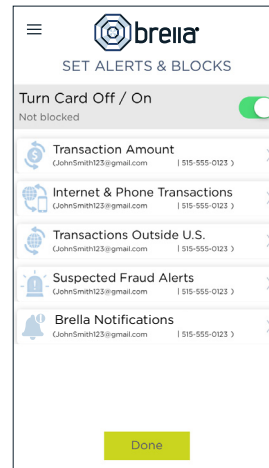 brella
SET ALERTS & BLOCKS
Turn Card Off / On
Not blocked
Transaction Amount
(JohnSmith123@gmail.com | 515-555-0123 )
Internet & Phone Transactions
(JohnSmith123@gmail.com | 515-555-0123 )
Transactions Outside U.S.
(JohnSmith123@gmail.com | 515-555-0123 )
Suspected Fraud Alerts
(JohnSmith123@gmail.com | 515-555-0123 )
Brella Notifications
(JohnSmith123@gmail.com | 515-555-0123 )
Done